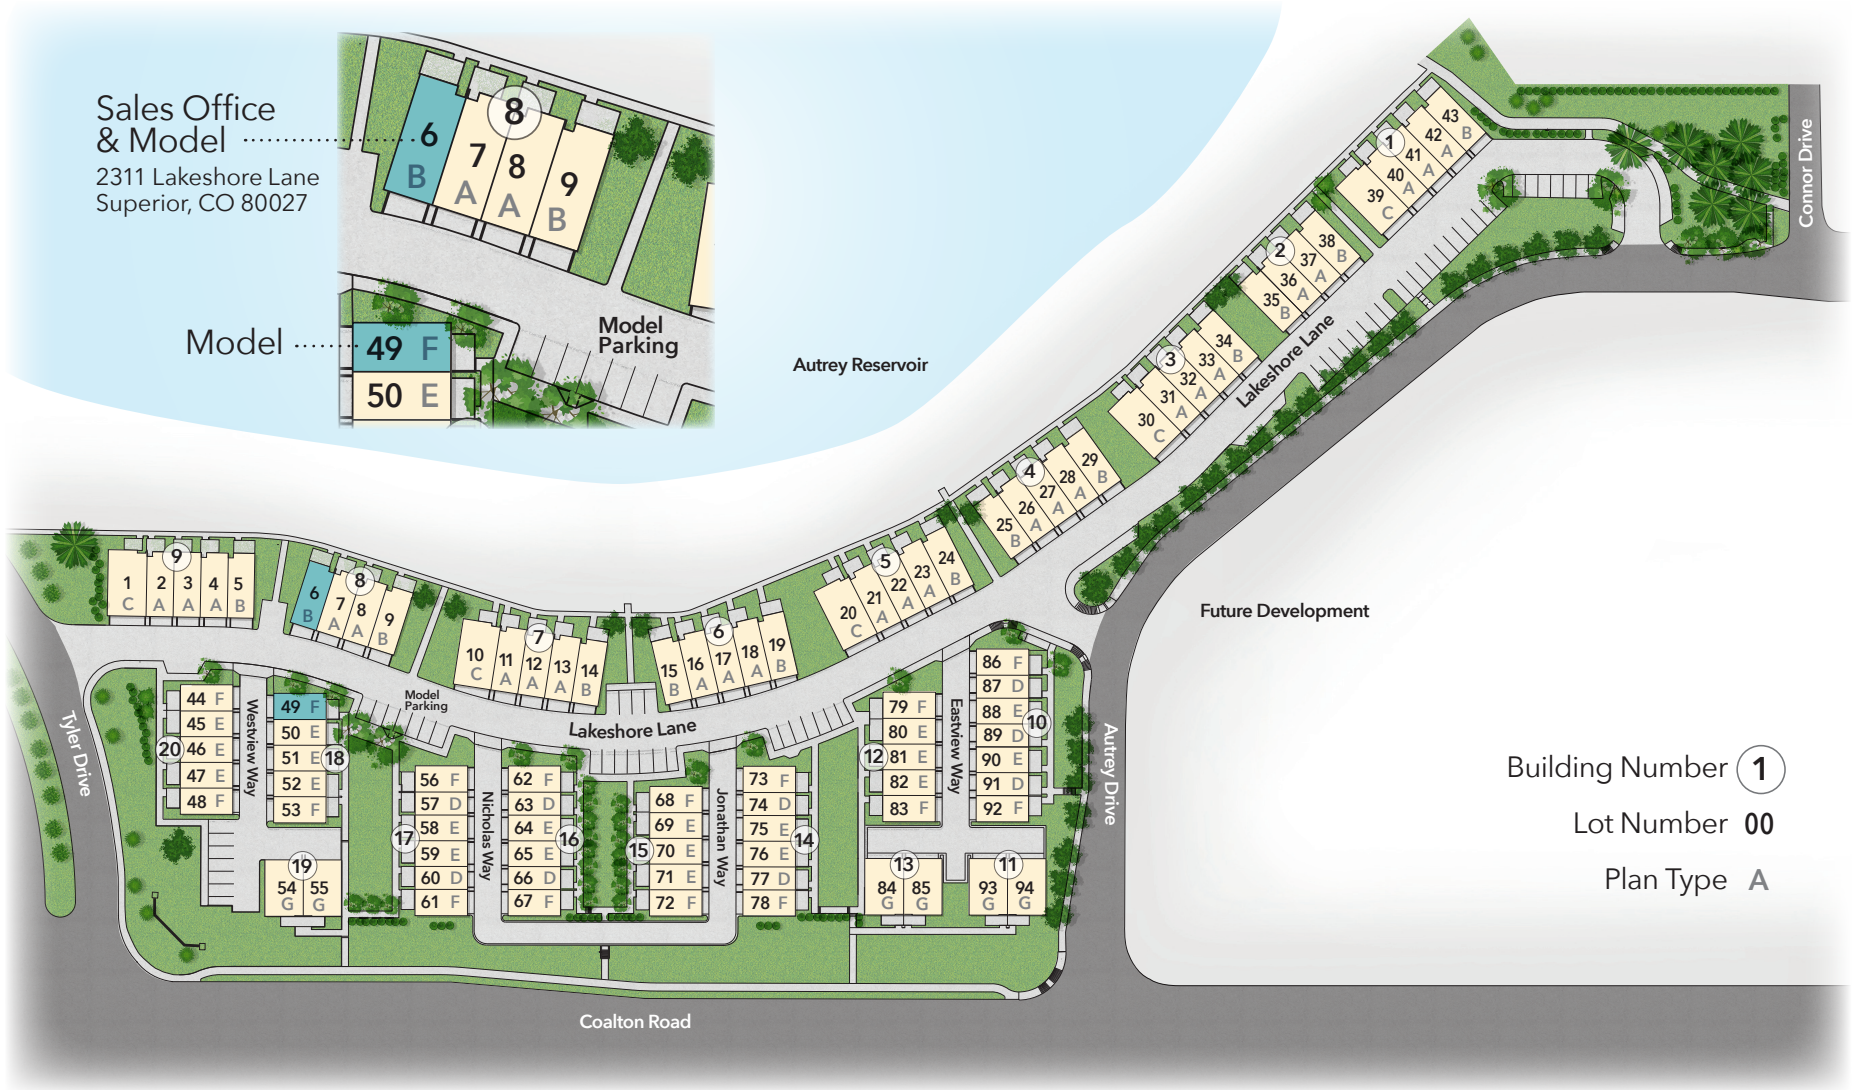 Sales Office
& Model
2311 Lakeshore Lane
Superior, CO 80027
8
6 B
7 A
8 A
9 B
Model
49 F
50 E
Model
Parking
Autrey Reservoir
Connor Drive
1
43 B
42 A
41 A
40 A
39 C
2
38 B
37 A
36 A
35 B
Lakeshore Lane
3
34 B
33 A
32 A
31 A
30 C
4
29 B
28 A
27 A
26 A
25 B
5
24 B
23 A
22 A
21 A
20 C
9
1 C
2 A
3 A
4 A
5 B
8
6 B
7 A
8 A
9 B
7
10 C
11 A
12 A
13 A
14 B
6
15 B
16 A
17 A
18 A
19 B
Future Development
Model
Parking
Lakeshore Lane
Tyler Drive
20
44 F
45 E
46 E
47 E
48 F
Westview Way
18
49 F
50 E
51 E
52 E
53 F
19
54 G
55 G
17
56 F
57 D
58 E
59 E
60 D
61 F
Nicholas Way
16
62 F
63 D
64 E
65 E
66 D
67 F
15
68 F
69 E
70 E
71 E
72 F
Jonathan Way
14
73 F
74 D
75 E
76 E
77 D
78 F
12
79 F
80 E
81 E
82 E
83 F
Eastview Way
13
84 G
85 G
10
86 F
87 D
88 E
89 D
90 E
91 D
92 F
11
93 G
94 G
Autrey Drive
Coalton Road
Building Number 1
Lot Number 00
Plan Type A